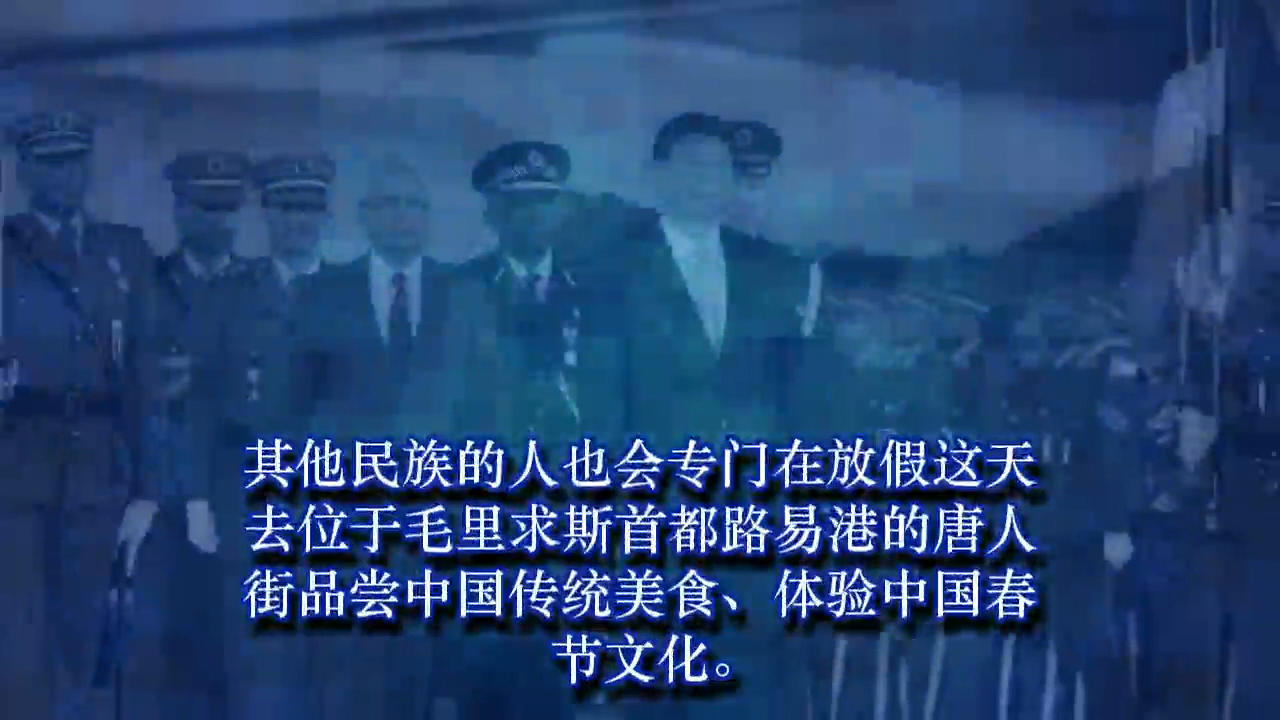 其他民族的人也会专门在放假这天
去位于毛里求斯首都路易港的唐人
街品尝中国传统美食、体验中国春
节文化。